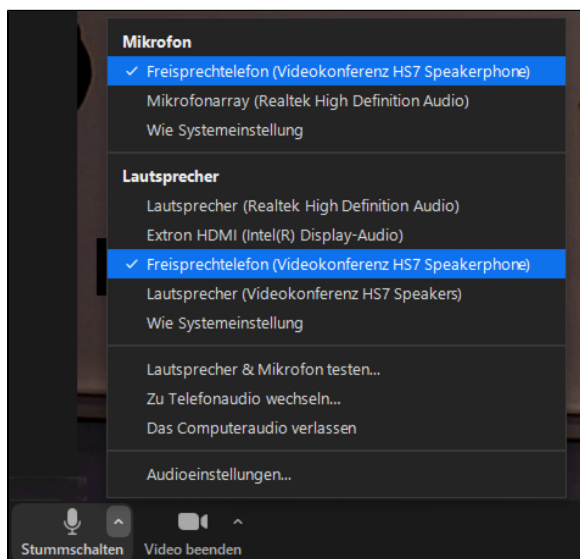 Mikrofon
Freisprechtelefon (Videokonferenz HS7 Speakerphone)
Mikrofonarray (Realtek High Definition Audio)
Wie Systemeinstellung
Lautsprecher
Lautsprecher (Realtek High Definition Audio)
Extron HDMI (Intel(R) Display-Audio)
Freisprechtelefon (Videokonferenz HS7 Speakerphone)
Lautsprecher (Videokonferenz HS7 Speakers)
Wie Systemeinstellung
Lautsprecher & Mikrofon testen...
Zu Telefonaudio wechseln...
Das Computeraudio verlassen
Audioeinstellungen...
Stummschalten Video beenden